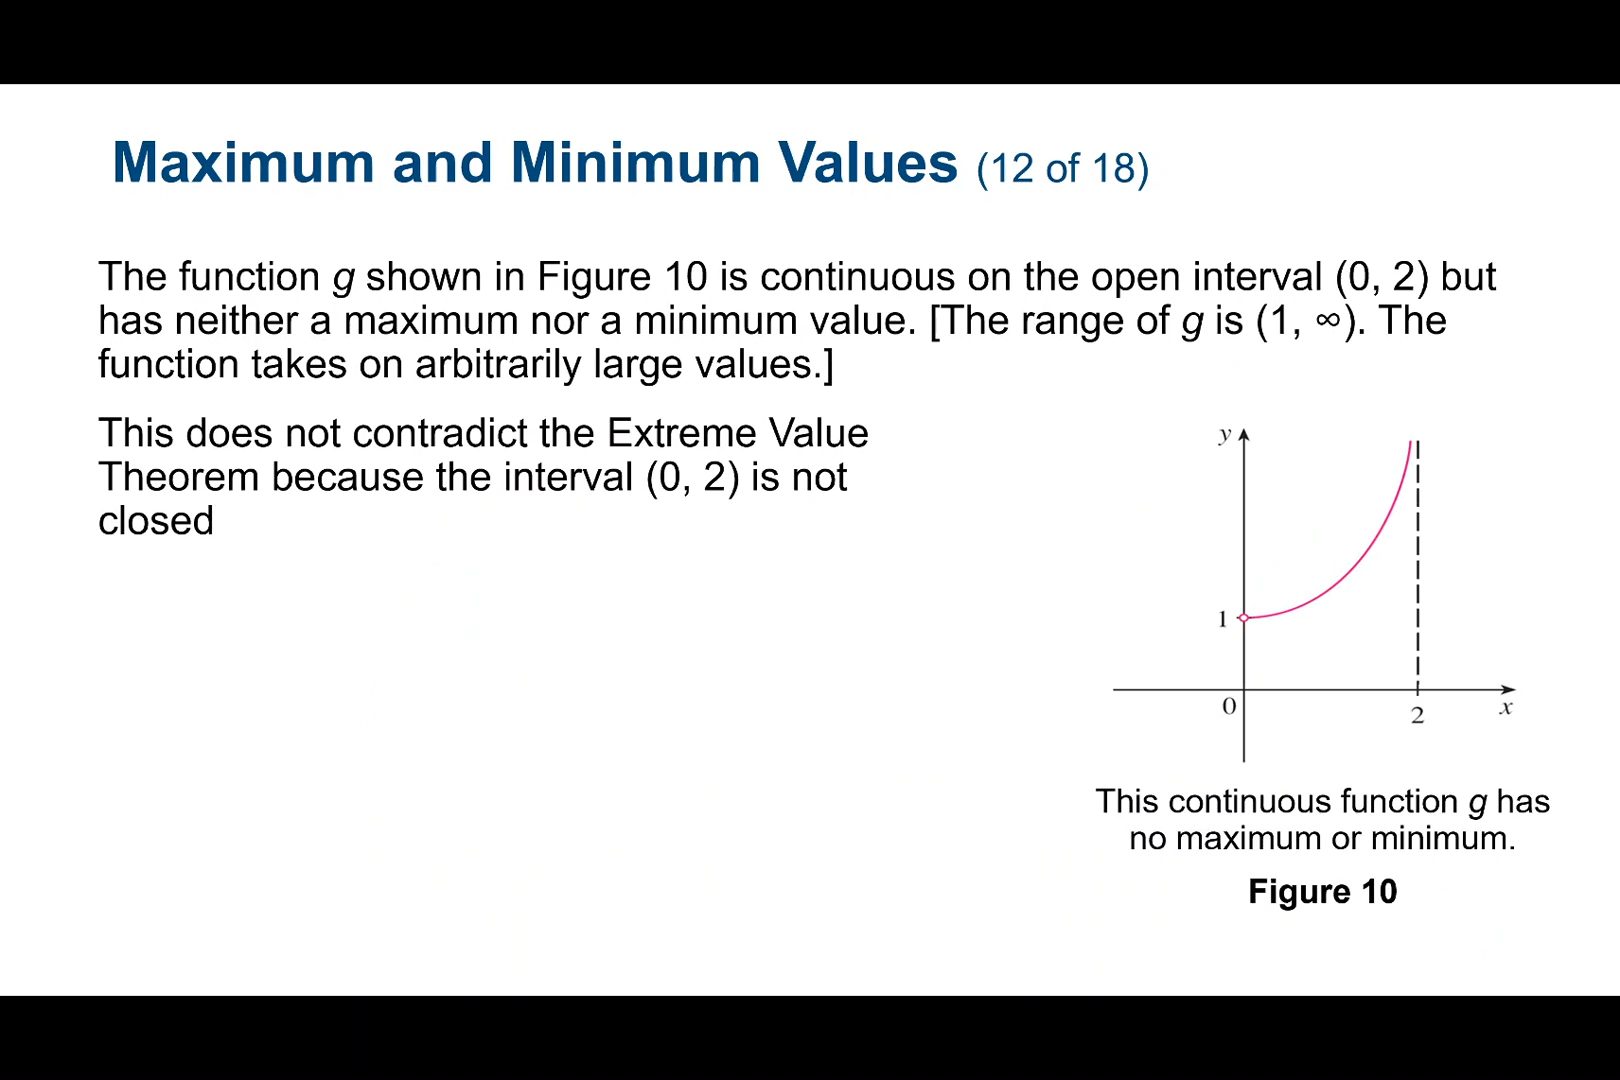 Maximum and Minimum Values (12 of 18)
The function g shown in Figure 10 is continuous on the open interval (0, 2) but
has neither a maximum nor a minimum value. [The range of g is (1, ∞). The
function takes on arbitrarily large values.]
This does not contradict the Extreme Value
Theorem because the interval (0, 2) is not
closed
y
1
0
2
x
This continuous function g has
no maximum or minimum.
Figure 10